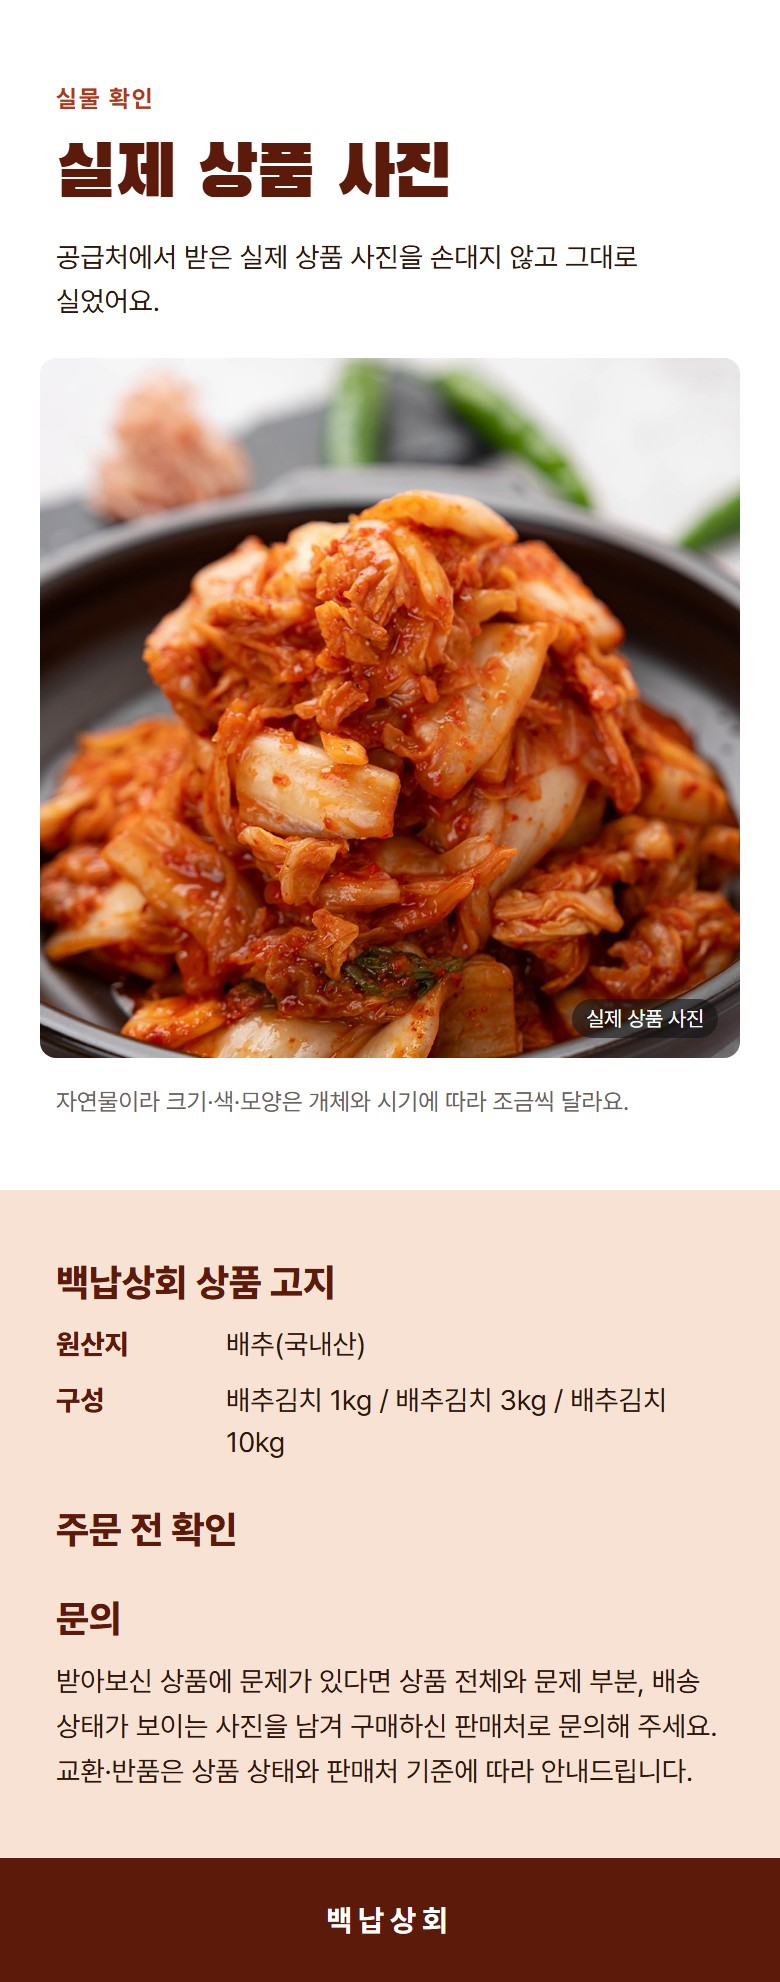 실물 확인
실제 상품 사진
공급처에서 받은 실제 상품 사진을 손대지 않고 그대로
실었어요.
실제 상품 사진
자연물이라 크기·색·모양은 개체와 시기에 따라 조금씩 달라요.
백납상회 상품 고지
원산지 배추(국내산)
구성 배추김치 1kg / 배추김치 3kg / 배추김치
10kg
주문 전 확인
문의
받아보신 상품에 문제가 있다면 상품 전체와 문제 부분, 배송
상태가 보이는 사진을 남겨 구매하신 판매처로 문의해 주세요.
교환·반품은 상품 상태와 판매처 기준에 따라 안내드립니다.
백납상회